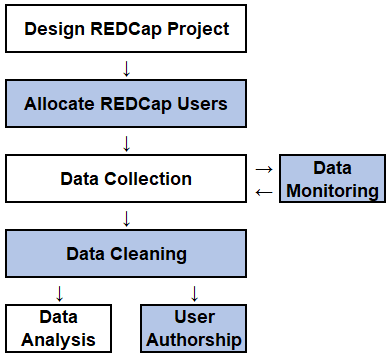 Design REDCap Project
↓
Allocate REDCap Users
↓
Data Collection
→
←
Data
Monitoring
↓
Data Cleaning
↓
↓
Data
Analysis
User
Authorship